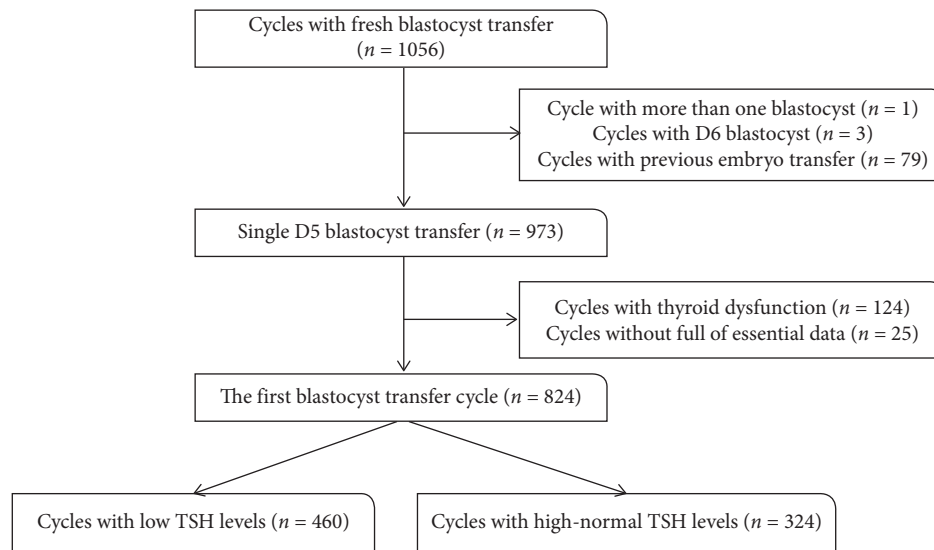 Cycles with fresh blastocyst transfer
(n = 1056)
Cycle with more than one blastocyst (n = 1)
Cycles with D6 blastocyst (n = 3)
Cycles with previous embryo transfer (n = 79)
Single D5 blastocyst transfer (n = 973)
Cycles with thyroid dysfunction (n = 124)
Cycles without full of essential data (n = 25)
The first blastocyst transfer cycle (n = 824)
Cycles with low TSH levels (n = 460)
Cycles with high-normal TSH levels (n = 324)